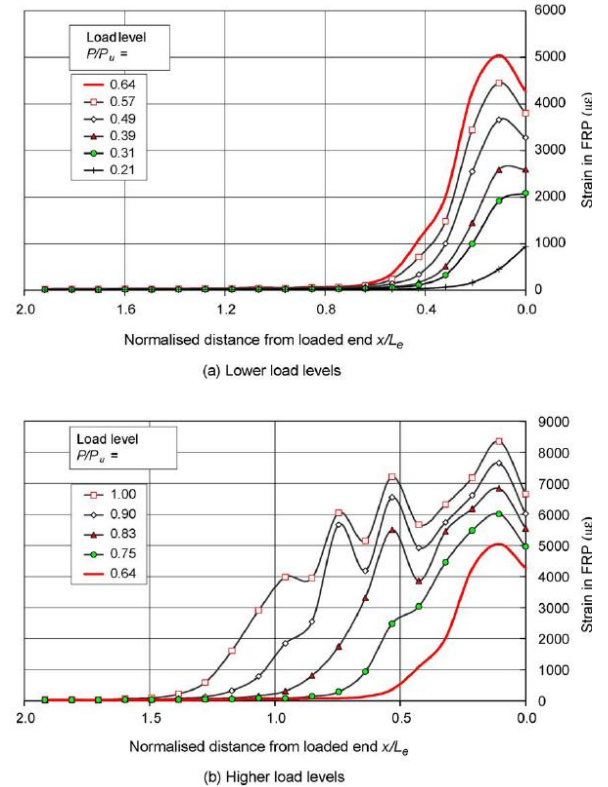 Load level
P/Pᵤ =
0.64
0.57
0.49
0.39
0.31
0.21
6000
5000
4000
3000
2000
1000
0
Strain in FRP (με)
2.0 1.6 1.2 0.8 0.4 0.0
Normalised distance from loaded end x/Lₑ
(a) Lower load levels
Load level
P/Pᵤ =
1.00
0.90
0.83
0.75
0.64
9000
8000
7000
6000
5000
4000
3000
2000
1000
0
Strain in FRP (με)
2.0 1.5 1.0 0.5 0.0
Normalised distance from loaded end x/Lₑ
(b) Higher load levels